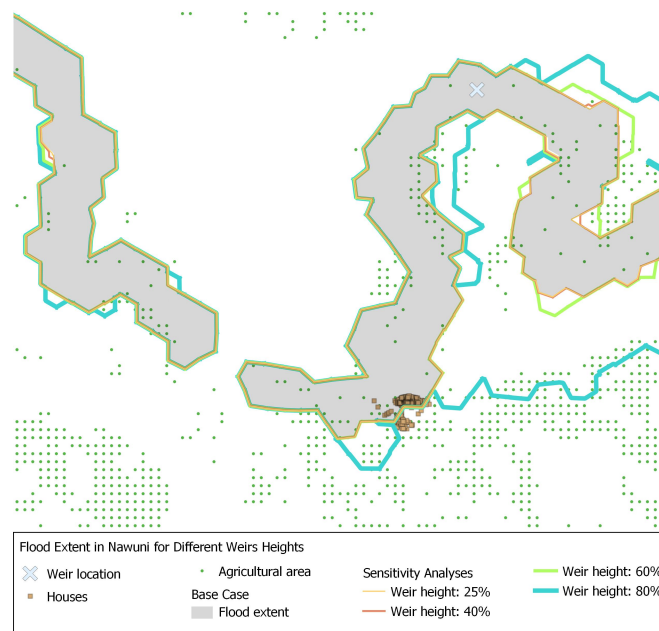 Flood Extent in Nawuni for Different Weirs Heights
Weir location
Houses
Agricultural area
Base Case
Flood extent
Sensitivity Analyses
Weir height: 25%
Weir height: 40%
Weir height: 60%
Weir height: 80%